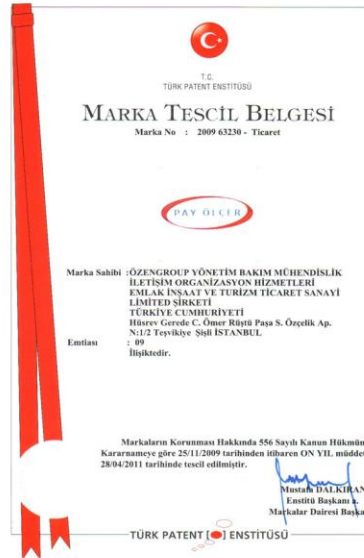 T.C.
TÜRK PATENT ENSTİTÜSÜ
MARKA TESCİL BELGESİ
Marka No : 2009 63230 - Ticaret
PAY ÖLÇER
Marka Sahibi :ÖZENGROUP YÖNETİM BAKIM MÜHENDİSLİK
İLETİŞİM ORGANİZASYON HİZMETLERİ
EMLAK İNŞAAT VE TURİZM TİCARET SANAYİ
LİMİTED ŞİRKETİ
TÜRKİYE CUMHURİYETİ
Hüsrev Gerede C. Ömer Rüştü Paşa S. Özçelik Ap.
N:1/2 Teşvikiye Şişli İSTANBUL
Emtiası : 09
İlişiktedir.
Markaların Korunması Hakkında 556 Sayılı Kanun Hükmün
Kararnameye göre 25/11/2009 tarihinden itibaren ON YIL müddet
28/04/2011 tarihinde tescil edilmiştir.
Mustafa DALKIRAN
Enstitü Başkanı a.
Markalar Dairesi Başka
TÜRK PATENT ENSTİTÜSÜ